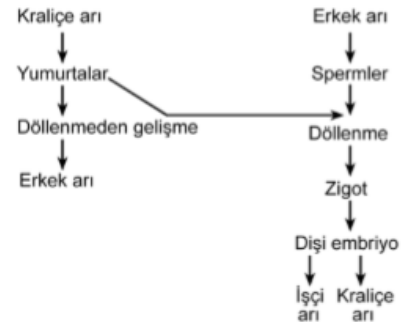 Kraliçe arı
Yumurtalar
Döllenmeden gelişme
Erkek arı
Erkek arı
Spermler
Döllenme
Zigot
Dişi embriyo
İşçi arı
Kraliçe arı